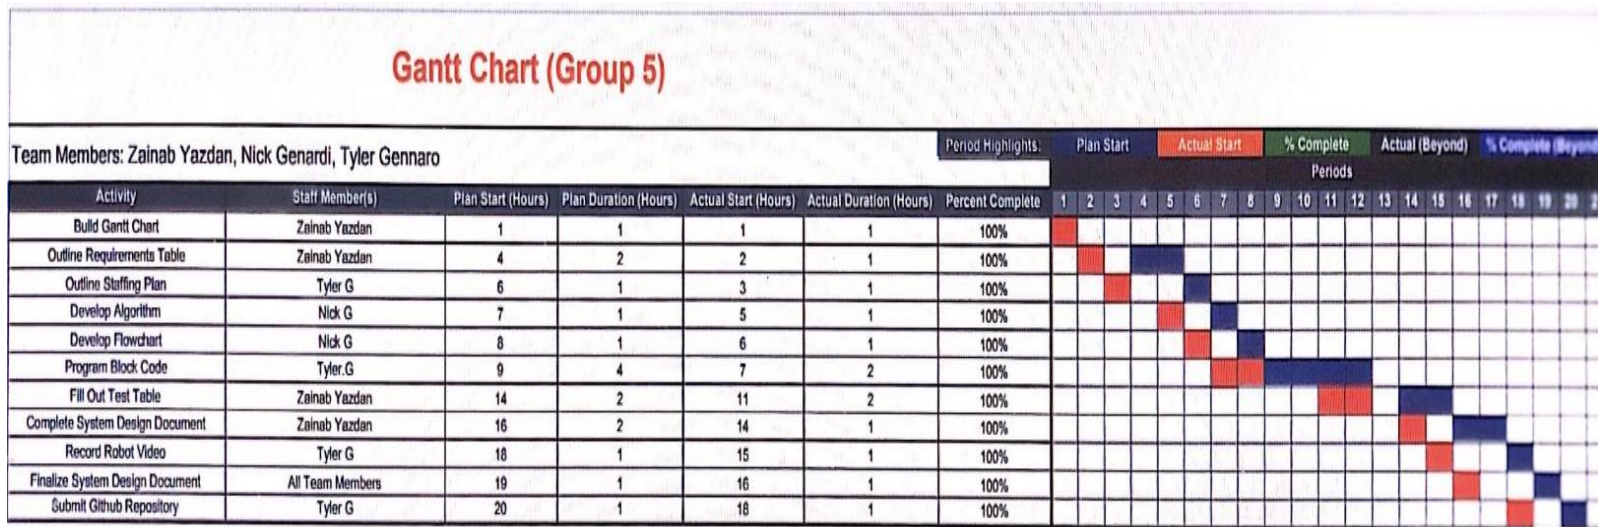 Gantt Chart (Group 5)
Team Members: Zainab Yazdan, Nick Genardi, Tyler Gennaro
Period Highlights: Plan Start Actual Start % Complete Actual (Beyond) % Complete (Beyond
Periods
Activity Staff Member(s) Plan Start (Hours) Plan Duration (Hours) Actual Start (Hours) Actual Duration (Hours) Percent Complete 1 2 3 4 5 6 7 8 9 10 11 12 13 14 15 16 17 18 19 20
Build Gantt Chart Zainab Yazdan 1 1 1 1 100%
Outline Requirements Table Zainab Yazdan 4 2 2 1 100%
Outline Staffing Plan Tyler G 6 1 3 1 100%
Develop Algorithm Nick G 7 1 5 1 100%
Develop Flowchart Nick G 8 1 6 1 100%
Program Block Code Tyler.G 9 4 7 2 100%
Fill Out Test Table Zainab Yazdan 14 2 11 2 100%
Complete System Design Document Zainab Yazdan 16 2 14 1 100%
Record Robot Video Tyler G 18 1 15 1 100%
Finalize System Design Document All Team Members 19 1 16 1 100%
Submit Github Repository Tyler G 20 1 18 1 100%